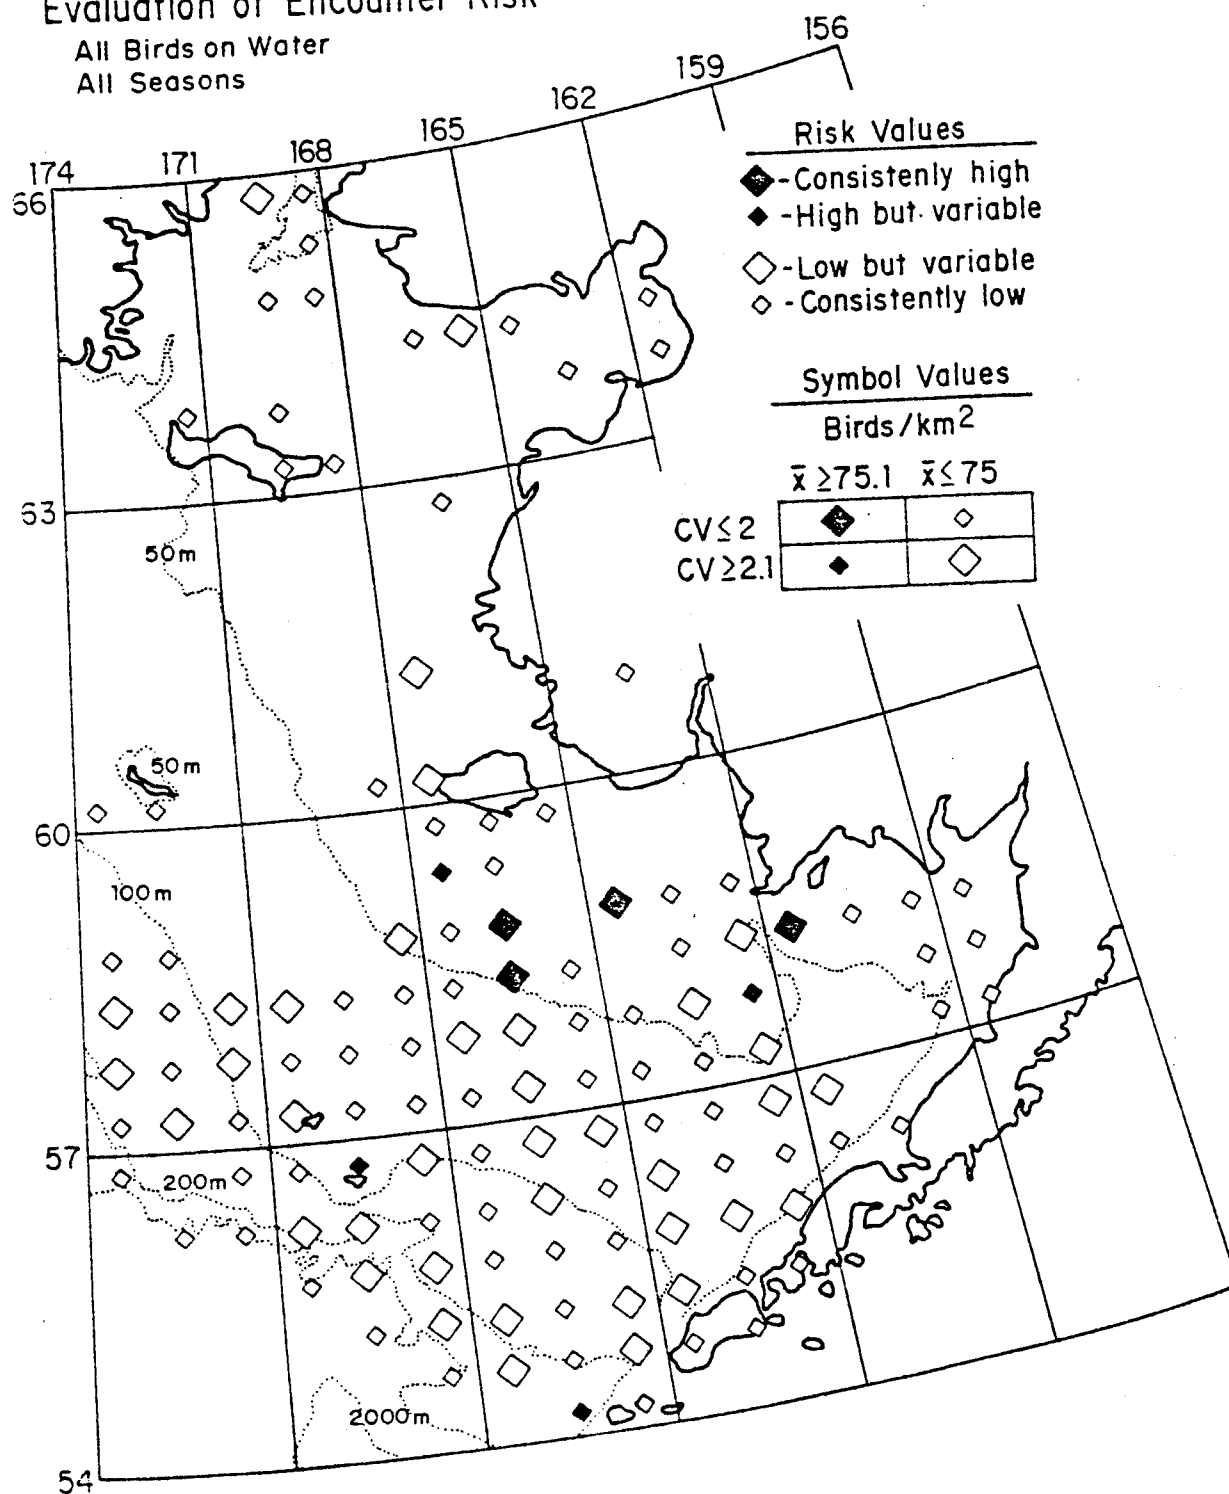 Evaluation of Encounter Risk
All Birds on Water
All Seasons
156
159
162
165
168
171
174
66
Risk Values
-Consistenly high
-High but variable
-Low but variable
-Consistently low
Symbol Values
Birds/km2
x̄ ≥75.1 x̄ ≤ 75
CV≤2
CV≥2.1
63
50m
50m
60
100m
57
200m
2000m
54